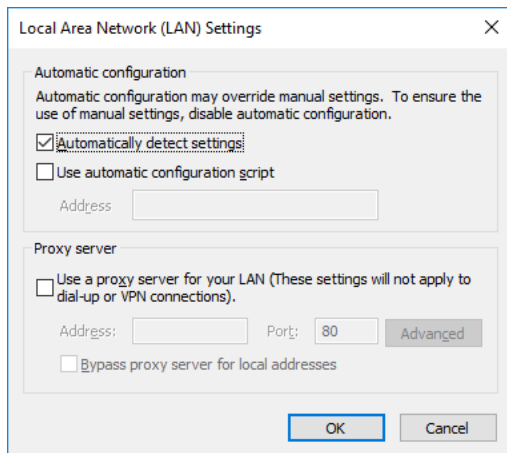 Local Area Network (LAN) Settings
Automatic configuration
Automatic configuration may override manual settings. To ensure the
use of manual settings, disable automatic configuration.
Automatically detect settings
Use automatic configuration script
Address
Proxy server
Use a proxy server for your LAN (These settings will not apply to
dial-up or VPN connections).
Address: Port: 80 Advanced
Bypass proxy server for local addresses
OK Cancel